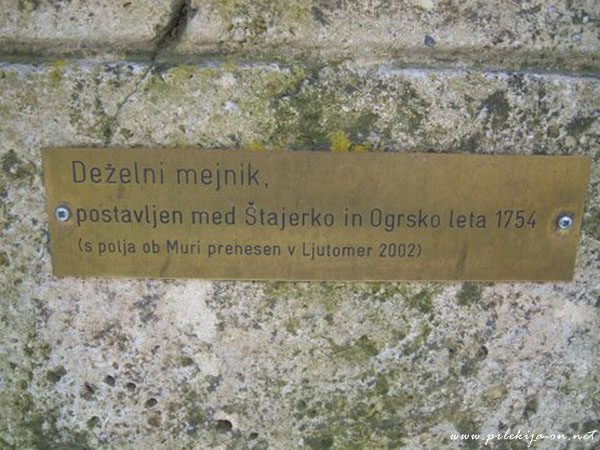 Deželni mejnik,
postavljen med Štajerko in Ogrsko leta 1754
(s polja ob Muri prenesen v Ljutomer 2002)
www.prlekija-on.net